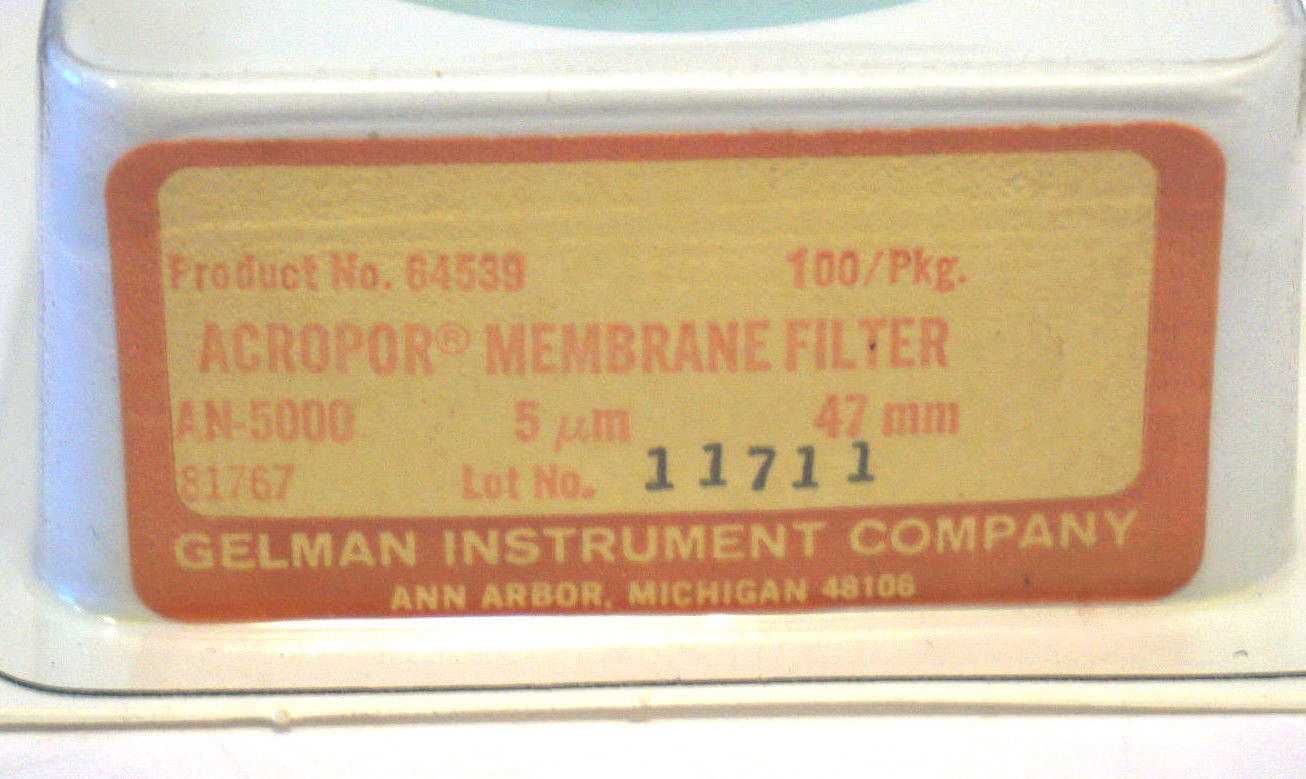 Product No. 64539 100/Pkg.
ACROPOR® MEMBRANE FILTER
AN-5000 5 μm 47 mm
81767 Lot No. 11711
GELMAN INSTRUMENT COMPANY
ANN ARBOR, MICHIGAN 48106